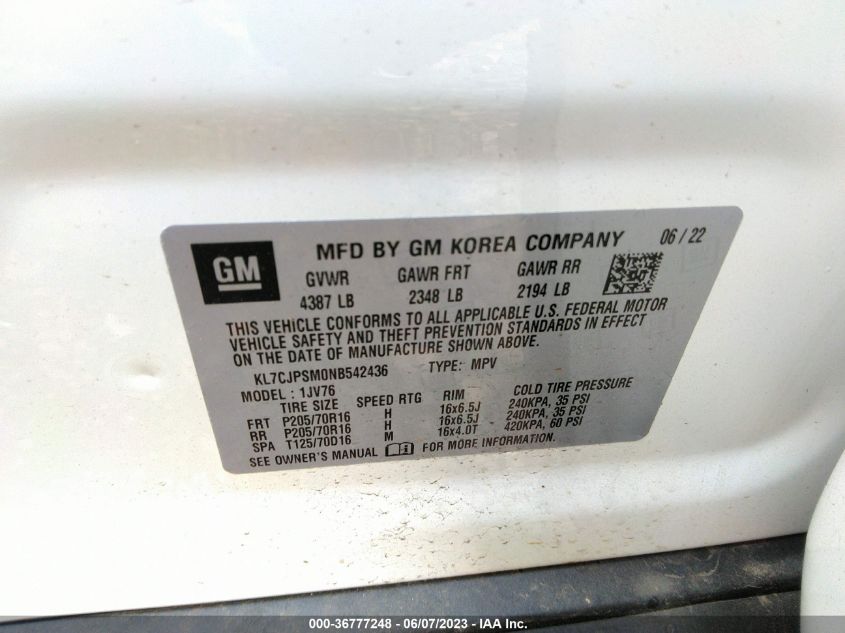 GM
MFD BY GM KOREA COMPANY 06 / 22
GVWR GAWR FRT GAWR RR
4387 LB 2348 LB 2194 LB
THIS VEHICLE CONFORMS TO ALL APPLICABLE U.S. FEDERAL MOTOR
VEHICLE SAFETY AND THEFT PREVENTION STANDARDS IN EFFECT
ON THE DATE OF MANUFACTURE SHOWN ABOVE.
KL7CJPSM0NB542436 TYPE: MPV
MODEL : 1JV76
TIRE SIZE SPEED RTG RIM COLD TIRE PRESSURE
FRT P205/70R16 H 16x6.5J 240KPA, 35 PSI
RR P205/70R16 H 16x6.5J 240KPA, 35 PSI
SPA T125/70D16 M 16x4.0T 420KPA, 60 PSI
SEE OWNER'S MANUAL FOR MORE INFORMATION.
000-36777248 - 06/07/2023 - IAA Inc.